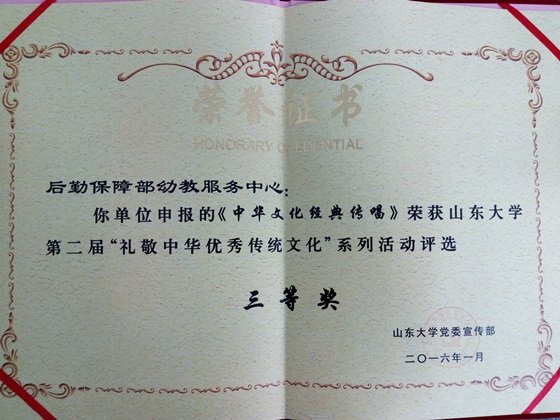 荣誉证书
HONORARY CREDENTIAL
后勤保障部幼教服务中心：
你单位申报的《中华文化经典传唱》荣获山东大学
第二届“礼敬中华优秀传统文化”系列活动评选
三等奖
山东大学党委宣传部
二〇一六年一月